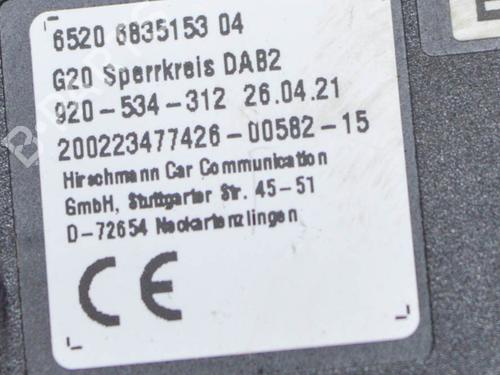 6520 6835153 04
G20 Sperrkreis DAB2
920-534-312 26.04.21
200223477426-00582-15
Hirschmann Car Communication
GmbH, Stuttgarter Str. 45-51
D-72654 Neckartenzlingen
CE